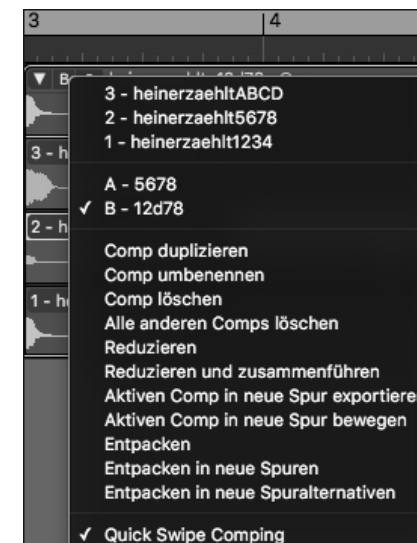 3 4
3 - heinerzaehltABCD
2 - heinerzaehlt5678
1 - heinerzaehlt1234
A - 5678
✓ B - 12d78
Comp duplizieren
Comp umbenennen
Comp löschen
Alle anderen Comps löschen
Reduzieren
Reduzieren und zusammenführen
Aktiven Comp in neue Spur exportiere
Aktiven Comp in neue Spur bewegen
Entpacken
Entpacken in neue Spuren
Entpacken in neue Spuralternativen
✓ Quick Swipe Comping
3 - h
2 - h
1 - h